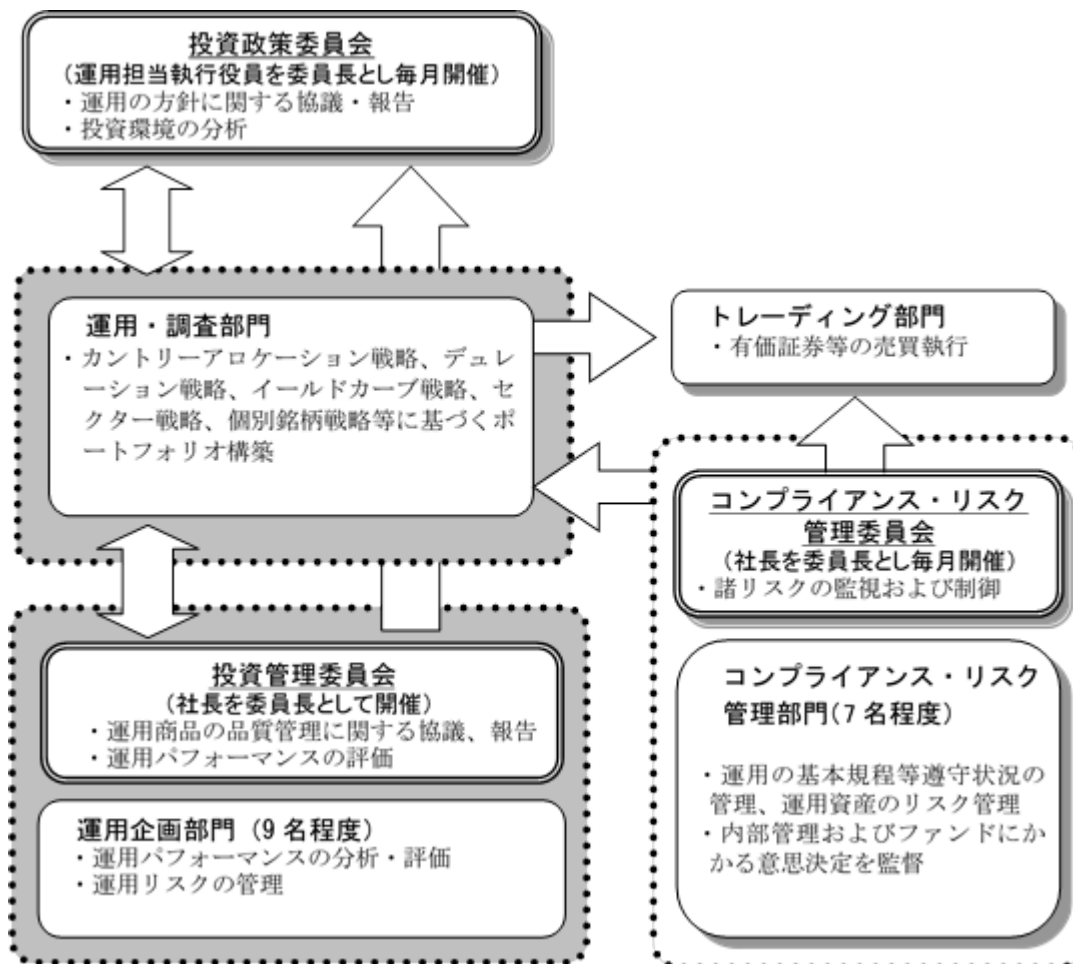 投資政策委員会
(運用担当執行役員を委員長とし毎月開催)
・運用の方針に関する協議・報告
・投資環境の分析
運用・調査部門
・カントリーアロケーション戦略、デュレ
ーション戦略、イールドカーブ戦略、セ
クター戦略、個別銘柄戦略等に基づくポ
ートフォリオ構築
トレーディング部門
・有価証券等の売買執行
コンプライアンス・リスク
管理委員会
(社長を委員長とし毎月開催)
・諸リスクの監視および制御
投資管理委員会
(社長を委員長として開催)
・運用商品の品質管理に関する協議、報告
・運用パフォーマンスの評価
運用企画部門(9名程度)
・運用パフォーマンスの分析・評価
・運用リスクの管理
コンプライアンス・リスク
管理部門(7名程度)
・運用の基本規程等遵守状況の
管理、運用資産のリスク管理
・内部管理およびファンドにか
かる意思決定を監督